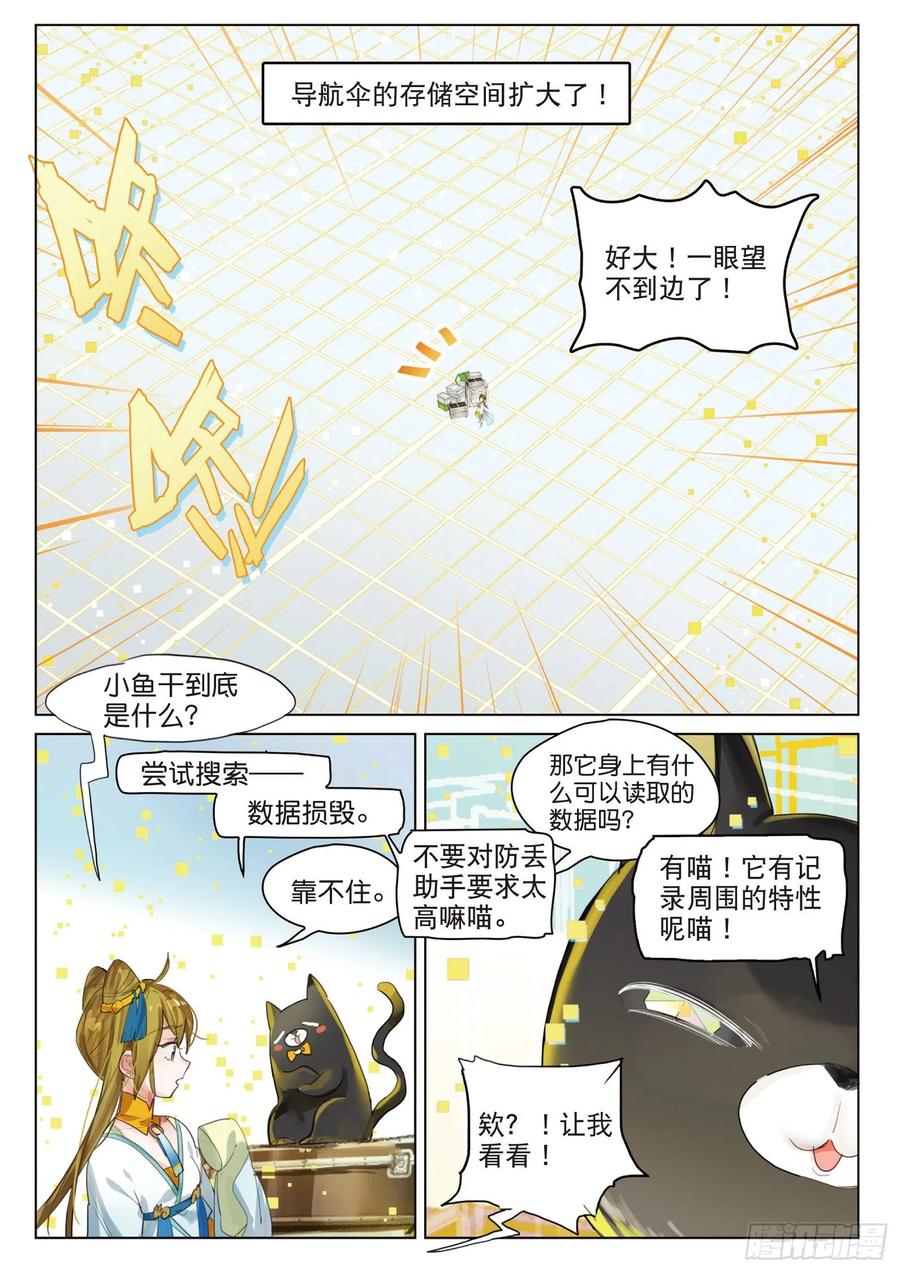 导航伞的存储空间扩大了！
咚
好大！一眼望
不到边了！
咚
小鱼干到底
是什么？
尝试搜索——
数据损毁。
靠不住。
那它身上有什
么可以读取的
数据吗？
不要对防丢
助手要求太
高嘛喵。
有喵！它有记
录周围的特性
呢喵！
欸？！让我
看看！
腾讯动漫